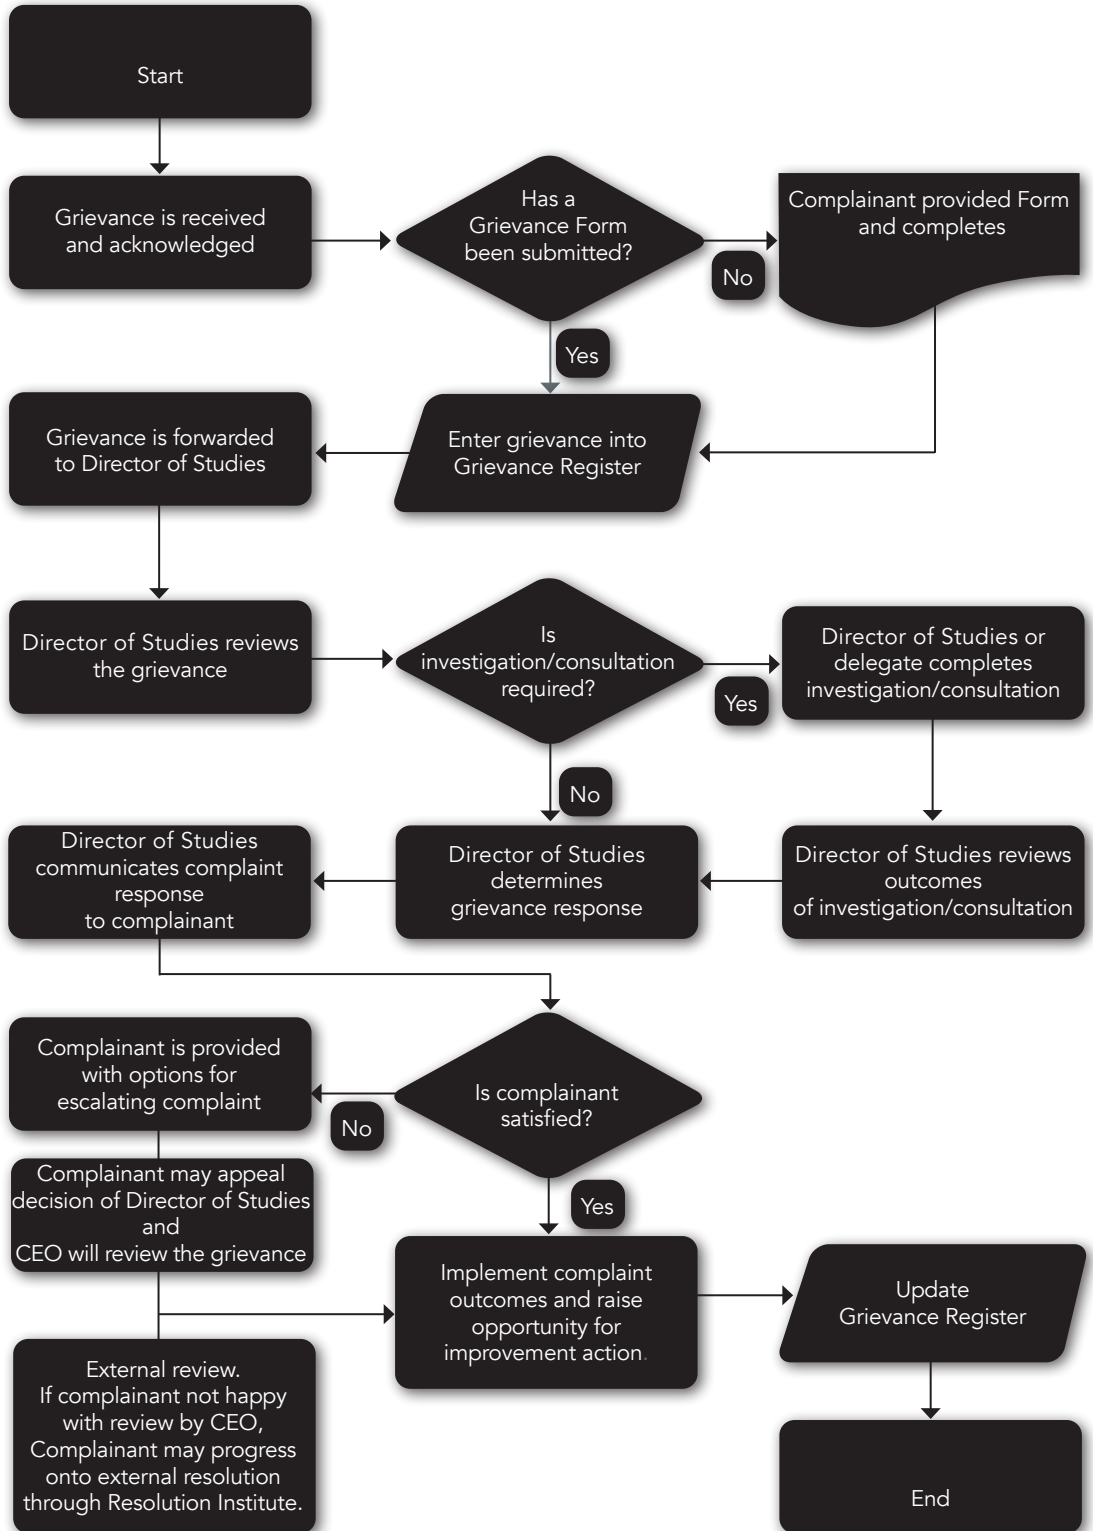 Start
Grievance is received
and acknowledged
Has a
Grievance Form
been submitted?
No
Complainant provided Form
and completes
Yes
Enter grievance into
Grievance Register
Grievance is forwarded
to Director of Studies
Director of Studies reviews
the grievance
Is
investigation/consultation
required?
Yes
Director of Studies or
delegate completes
investigation/consultation
No
Director of Studies reviews
outcomes
of investigation/consultation
Director of Studies
determines
grievance response
Director of Studies
communicates complaint
response
to complainant
Is complainant
satisfied?
No
Complainant is provided
with options for
escalating complaint
Complainant may appeal
decision of Director of Studies
and
CEO will review the grievance
External review.
If complainant not happy
with review by CEO,
Complainant may progress
onto external resolution
through Resolution Institute.
Yes
Implement complaint
outcomes and raise
opportunity for
improvement action.
Update
Grievance Register
End